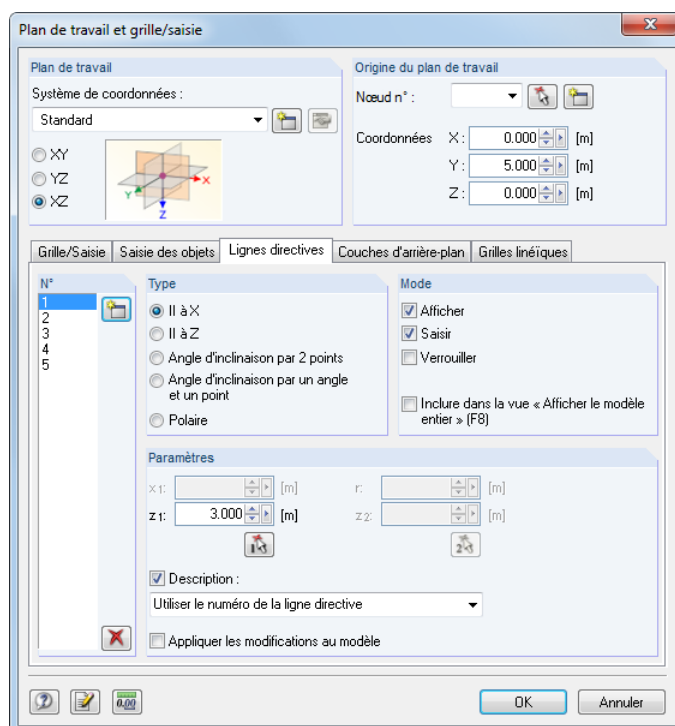 Plan de travail et grille/saisie
Plan de travail
Système de coordonnées :
Standard
XY
YZ
XZ
X
Y
Z
Origine du plan de travail
Nœud n° :
Coordonnées X : 0.000 [m]
Y : 5.000 [m]
Z : 0.000 [m]
Grille/Saisie
Saisie des objets
Lignes directives
Couches d'arrière-plan
Grilles linéïques
N°
1
2
3
4
5
Type
II à X
II à Z
Angle d'inclinaison par 2 points
Angle d'inclinaison par un angle
et un point
Polaire
Mode
Afficher
Saisir
Verrouiller
Inclure dans la vue « Afficher le modèle
entier » (F8)
Paramètres
x1: [m] r: [m]
z1: 3.000 [m] z2: [m]
1 2
Description :
Utiliser le numéro de la ligne directive
Appliquer les modifications au modèle
0.00
OK
Annuler